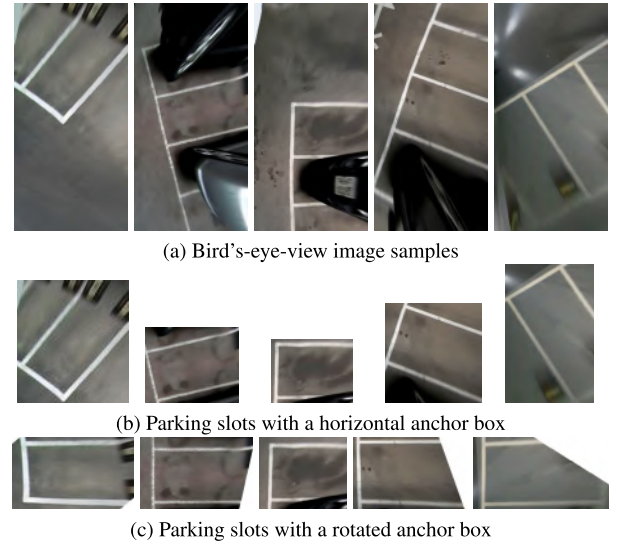 (a) Bird's-eye-view image samples
(b) Parking slots with a horizontal anchor box
(c) Parking slots with a rotated anchor box